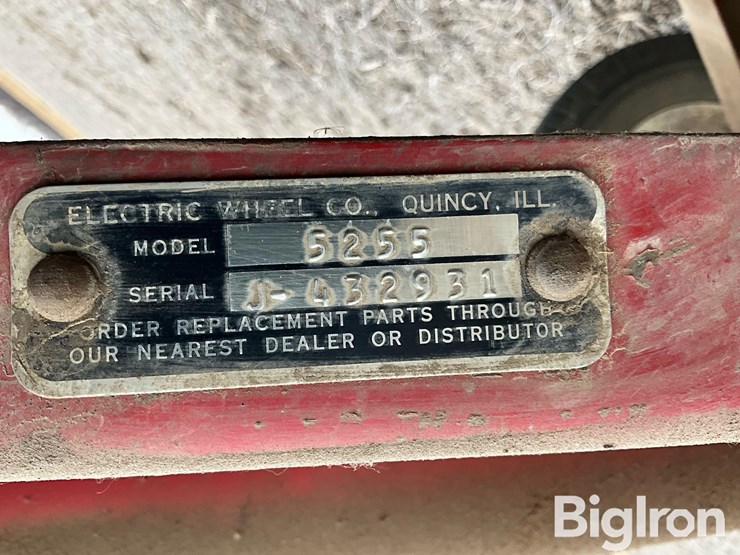 ELECTRIC WHEEL CO., QUINCY, ILL.
MODEL 5255
SERIAL J-432931
ORDER REPLACEMENT PARTS THROUGH
OUR NEAREST DEALER OR DISTRIBUTOR
BigIron